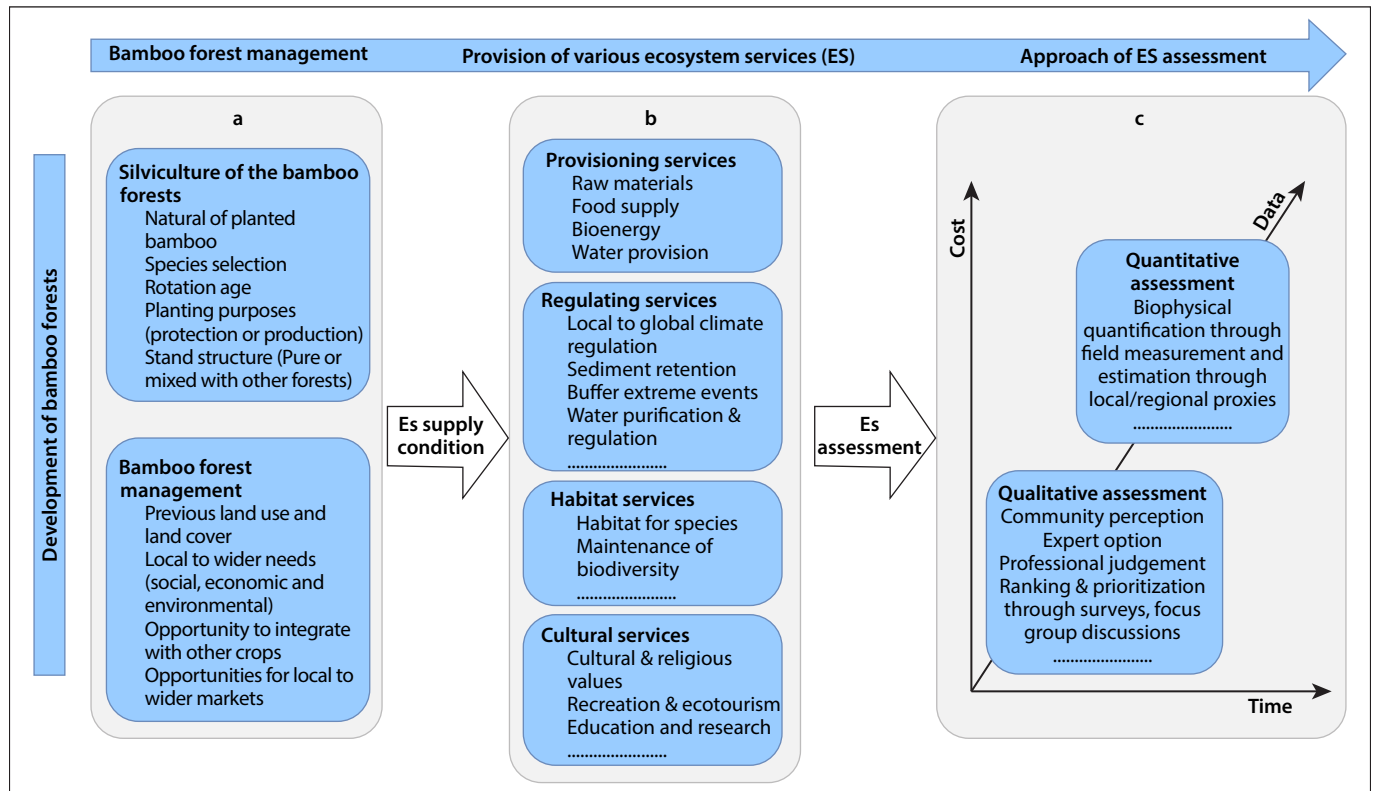 Bamboo forest management
Provision of various ecosystem services (ES)
Approach of ES assessment
Development of bamboo forests
a
Silviculture of the bamboo
forests
Natural of planted
bamboo
Species selection
Rotation age
Planting purposes
(protection or production)
Stand structure (Pure or
mixed with other forests)
Bamboo forest
management
Previous land use and
land cover
Local to wider needs
(social, economic and
environmental)
Opportunity to integrate
with other crops
Opportunities for local to
wider markets
Es supply
condition
b
Provisioning services
Raw materials
Food supply
Bioenergy
Water provision
Regulating services
Local to global climate
regulation
Sediment retention
Buffer extreme events
Water purification &
regulation
.......................
Habitat services
Habitat for species
Maintenance of
biodiversity
.......................
Cultural services
Cultural & religious
values
Recreation & ecotourism
Education and research
.......................
Es
assessment
c
Cost
Data
Quantitative
assessment
Biophysical
quantification through
field measurement and
estimation through
local/regional proxies
.......................
Qualitative assessment
Community perception
Expert option
Professional judgement
Ranking & prioritization
through surveys, focus
group discussions
.......................
Time